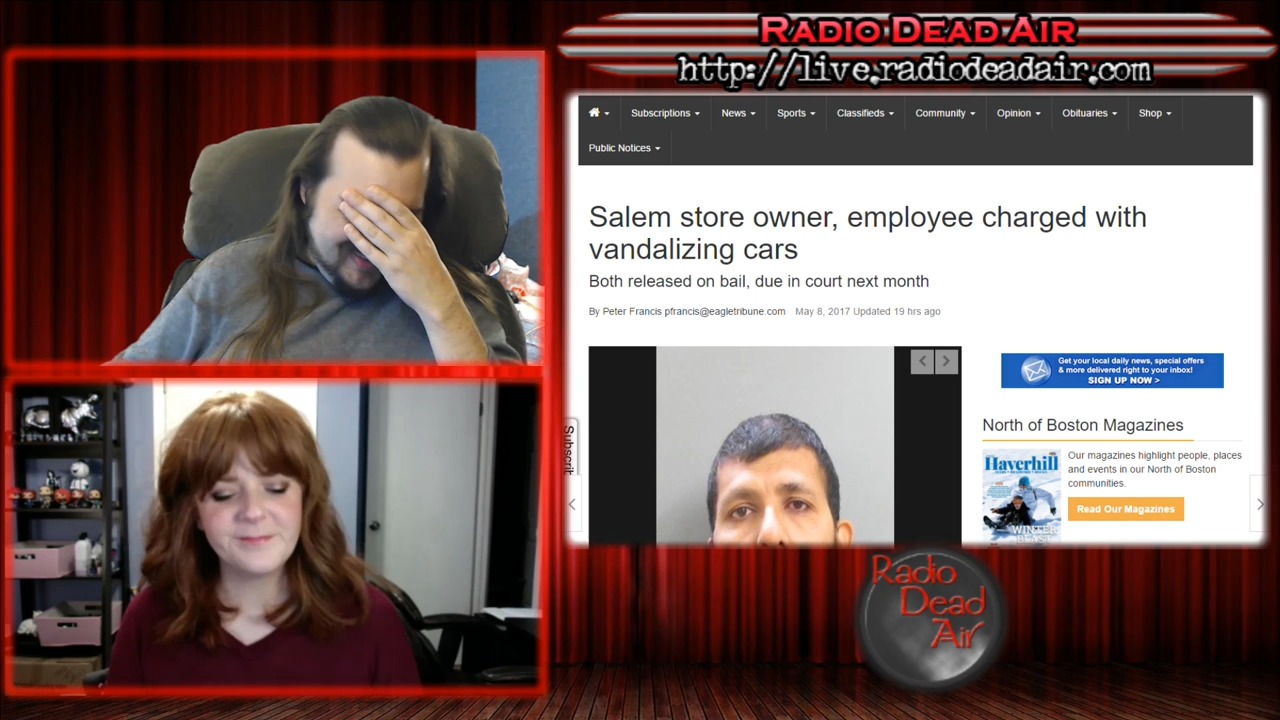 Radio Dead Air
http://live.radiodeadair.com
Subscriptions
News
Sports
Classifieds
Community
Opinion
Obituaries
Shop
Public Notices
Salem store owner, employee charged with
vandalizing cars
Both released on bail, due in court next month
By Peter Francis pfrancis@eagletribune.com May 8, 2017 Updated 19 hrs ago
Get your local daily news, special offers
& more delivered right to your inbox!
SIGN UP NOW >
North of Boston Magazines
Haverhill
WINTER
BEAST
Our magazines highlight people, places
and events in our North of Boston
communities.
Read Our Magazines
Subscrib
Radio
Dead
Air